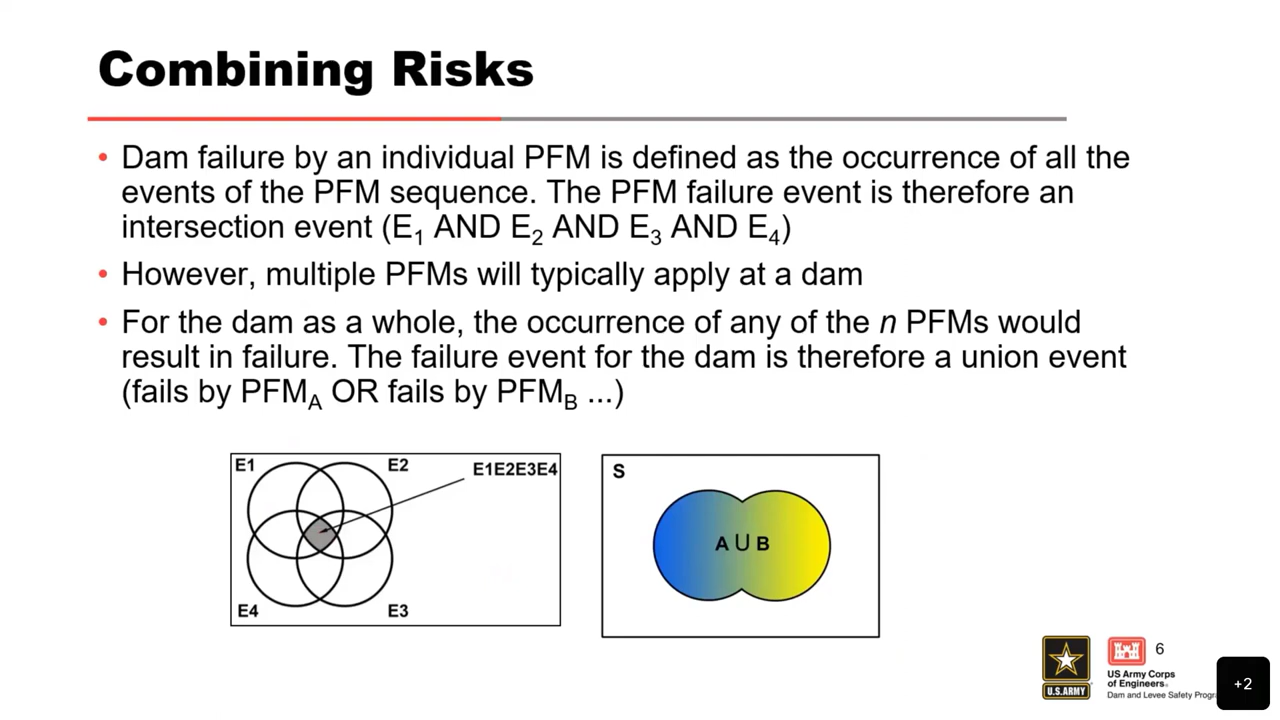 Combining Risks
• Dam failure by an individual PFM is defined as the occurrence of all the
events of the PFM sequence. The PFM failure event is therefore an
intersection event (E1 AND E2 AND E3 AND E4)
• However, multiple PFMs will typically apply at a dam
• For the dam as a whole, the occurrence of any of the n PFMs would
result in failure. The failure event for the dam is therefore a union event
(fails by PFMA OR fails by PFMB ...)
E1
E2
E1E2E3E4
E4
E3
S
A ∪ B
U.S. ARMY
6
US Army Corps
of Engineers®
Dam and Levee Safety Progr
+2